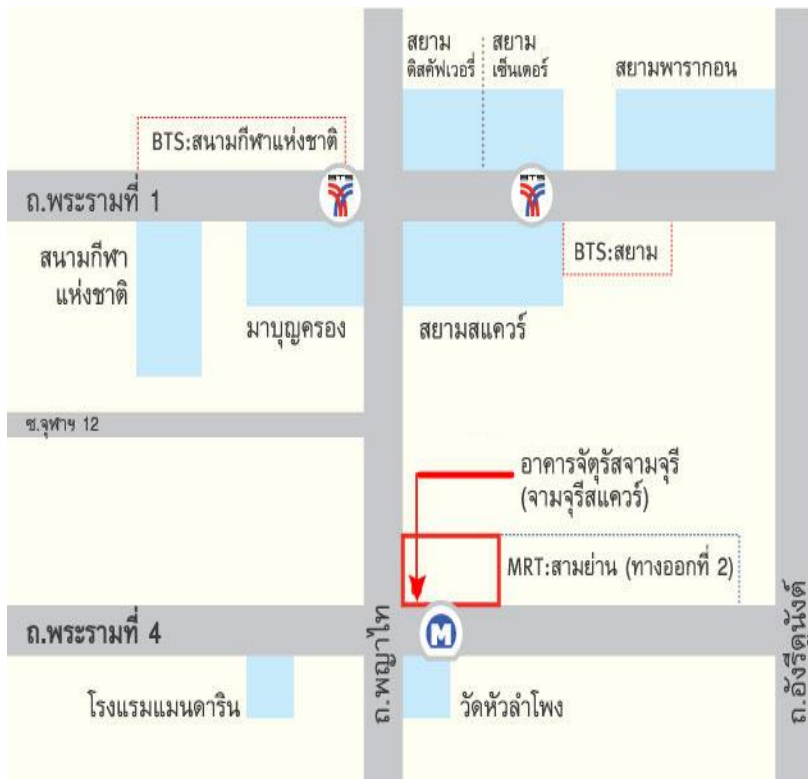 สยาม
ดิสคัฟเวอรี่
สยาม
เซ็นเตอร์
สยามพารากอน
BTS:สนามกีฬาแห่งชาติ
BTS
BTS
ถ.พระรามที่ 1
สนามกีฬา
แห่งชาติ
มาบุญครอง
สยามสแควร์
BTS:สยาม
ซ.จุฬาฯ 12
อาคารจัตุรัสจามจุรี
(จามจุรีสแควร์)
MRT:สามย่าน (ทางออกที่ 2)
ถ.พระรามที่ 4
M
ถ.พญาไท
ถ.อังรีดูนังต์
โรงแรมแมนดาริน
วัดหัวลำโพง